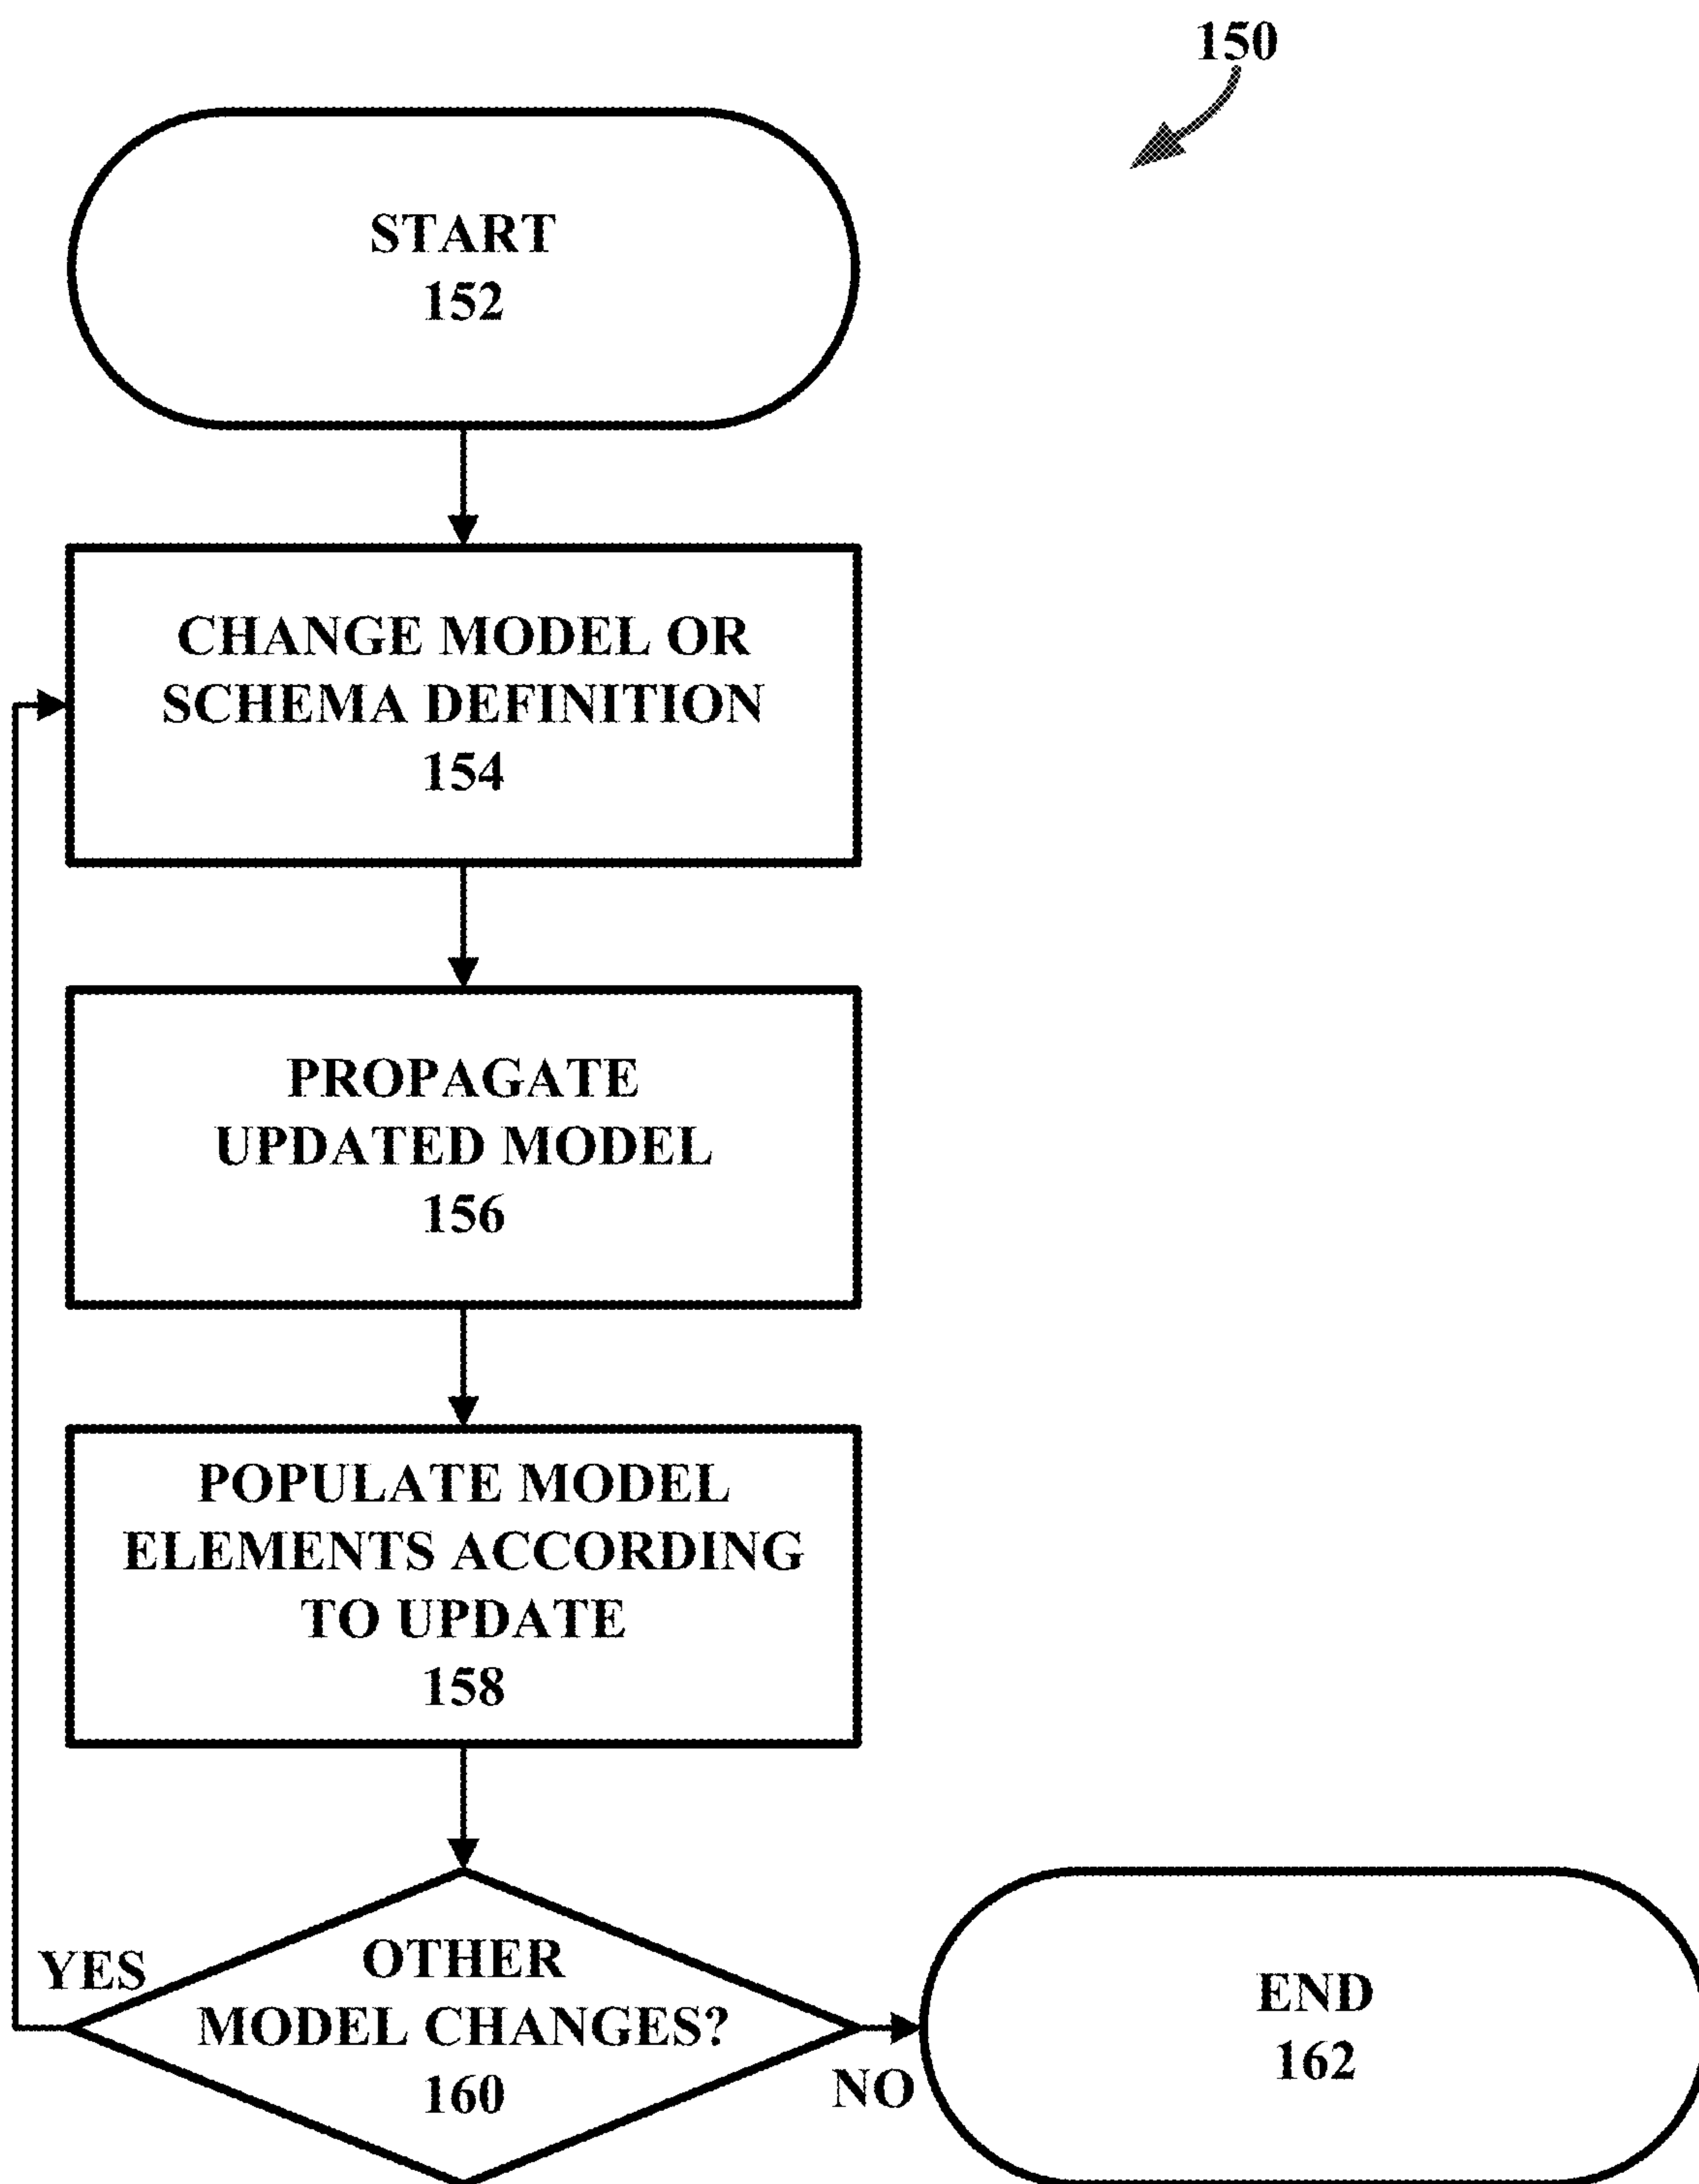 150
START
152
CHANGE MODEL OR
SCHEMA DEFINITION
154
PROPAGATE
UPDATED MODEL
156
POPULATE MODEL
ELEMENTS ACCORDING
TO UPDATE
158
YES
OTHER
MODEL CHANGES?
160
NO
END
162